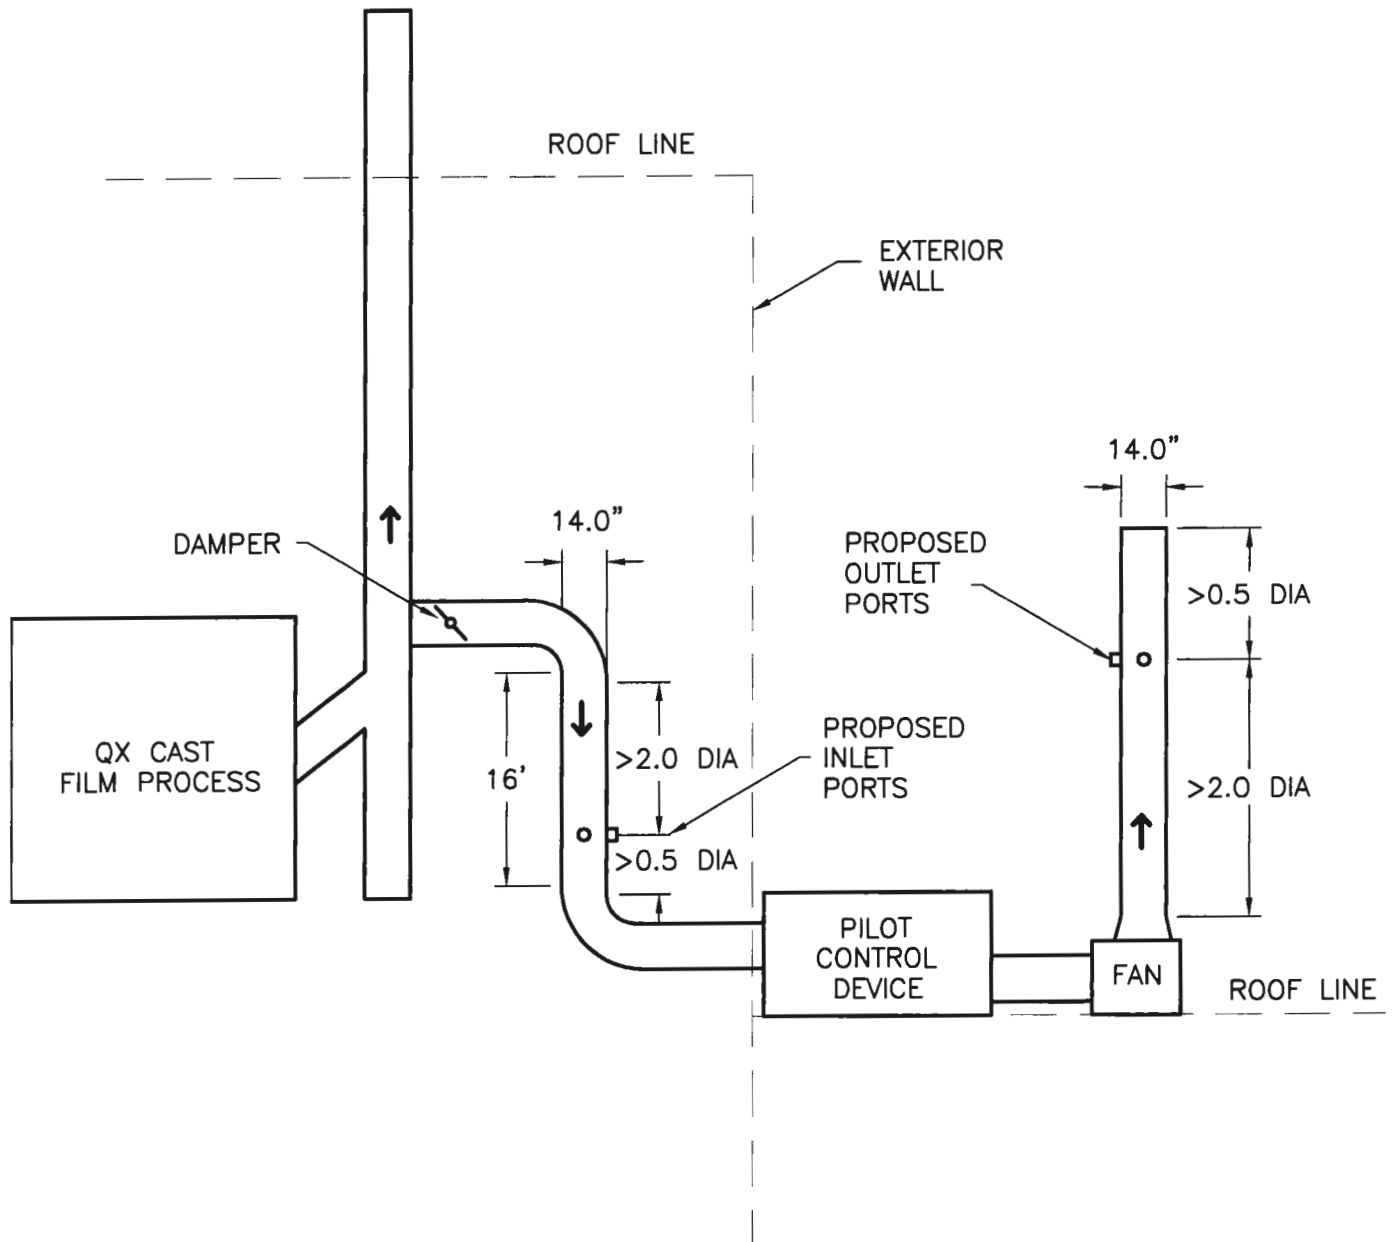 ROOF LINE
EXTERIOR
WALL
14.0"
14.0"
DAMPER
PROPOSED
OUTLET
PORTS
>0.5 DIA
QX CAST
FILM PROCESS
16'
>2.0 DIA
PROPOSED
INLET
PORTS
>2.0 DIA
>0.5 DIA
PILOT
CONTROL
DEVICE
FAN
ROOF LINE